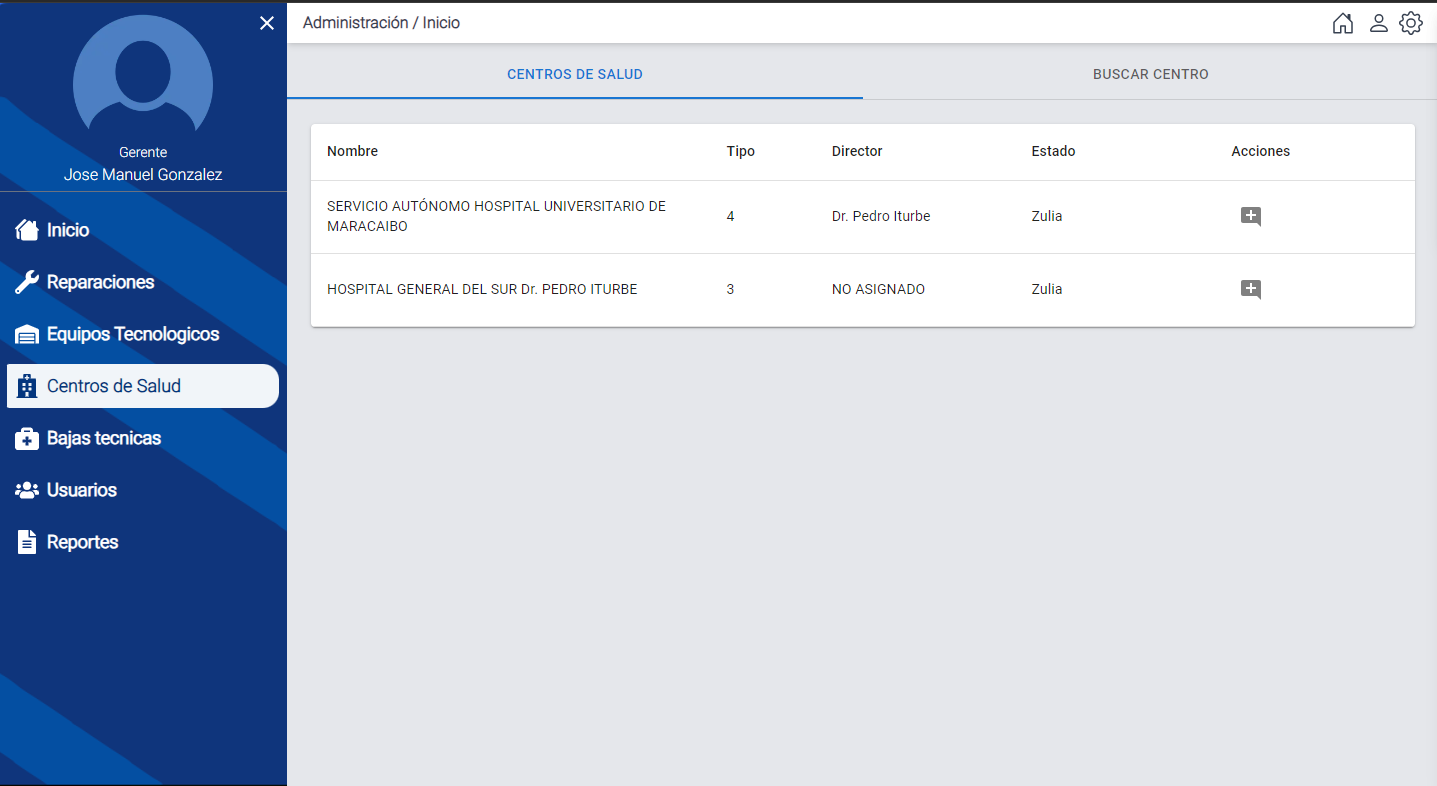 Gerente
Jose Manuel Gonzalez
Inicio
Reparaciones
Equipos Tecnologicos
Centros de Salud
Bajas tecnicas
Usuarios
Reportes
Administración / Inicio
CENTROS DE SALUD BUSCAR CENTRO
Nombre Tipo Director Estado Acciones
SERVICIO AUTÓNOMO HOSPITAL UNIVERSITARIO DE
MARACAIBO 4 Dr. Pedro Iturbe Zulia
HOSPITAL GENERAL DEL SUR Dr. PEDRO ITURBE 3 NO ASIGNADO Zulia